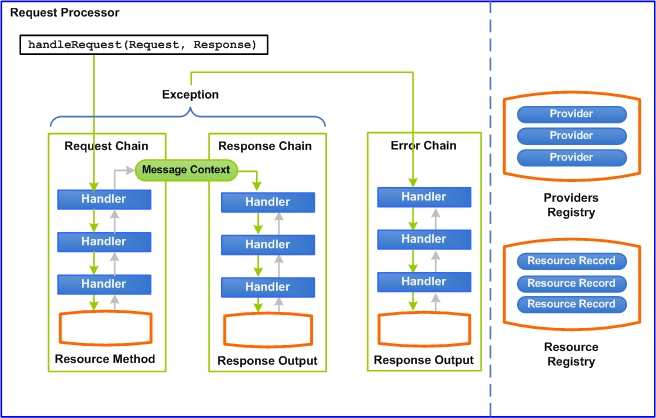 Request Processor
handleRequest(Request, Response)
Exception
Request Chain
Message Context
Handler
Handler
Handler
Resource Method
Response Chain
Handler
Handler
Handler
Response Output
Error Chain
Handler
Handler
Handler
Response Output
Provider
Provider
Provider
Providers
Registry
Resource Record
Resource Record
Resource Record
Resource
Registry